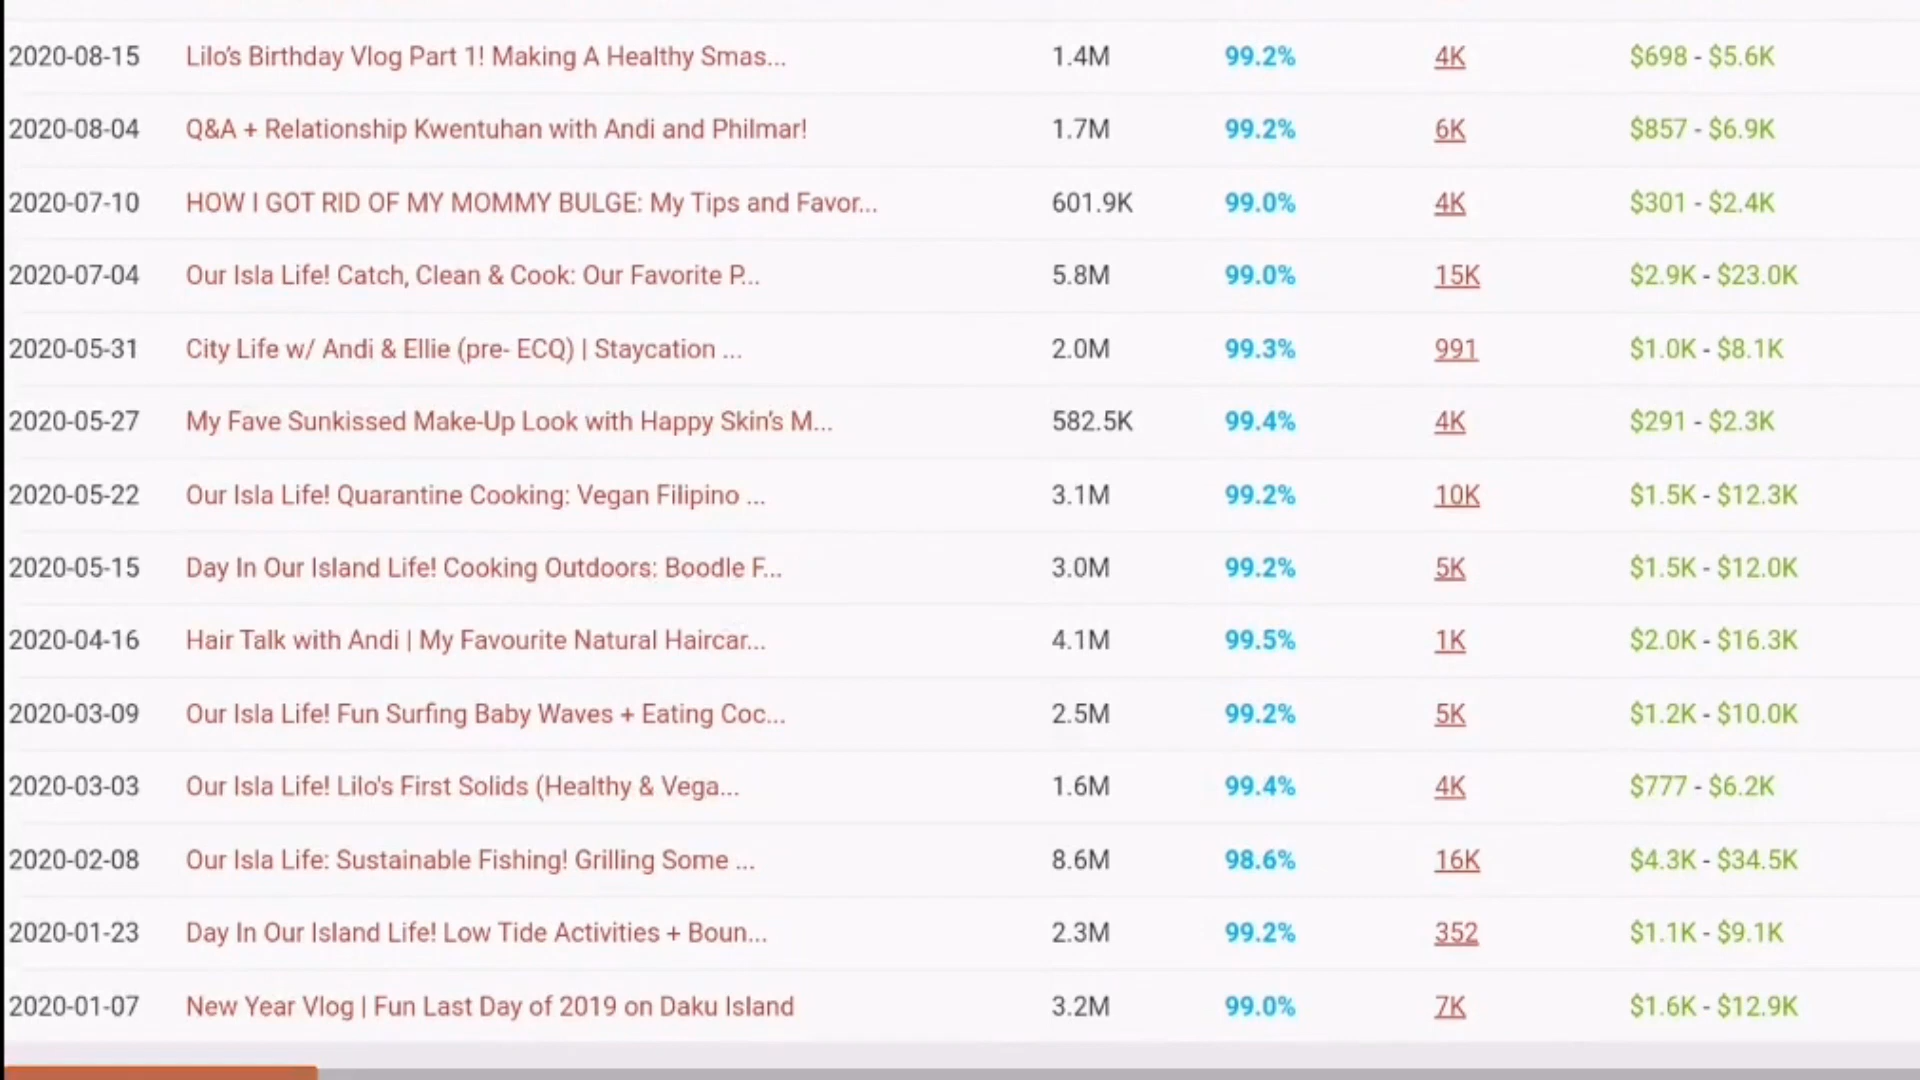 2020-08-15 Lilo's Birthday Vlog Part 1! Making A Healthy Smas... 1.4M 99.2% 4K $698 - $5.6K
2020-08-04 Q&A + Relationship Kwentuhan with Andi and Philmar! 1.7M 99.2% 6K $857 - $6.9K
2020-07-10 HOW I GOT RID OF MY MOMMY BULGE: My Tips and Favor... 601.9K 99.0% 4K $301 - $2.4K
2020-07-04 Our Isla Life! Catch, Clean & Cook: Our Favorite P... 5.8M 99.0% 15K $2.9K - $23.0K
2020-05-31 City Life w/ Andi & Ellie (pre- ECQ) | Staycation ... 2.0M 99.3% 991 $1.0K - $8.1K
2020-05-27 My Fave Sunkissed Make-Up Look with Happy Skin's M... 582.5K 99.4% 4K $291 - $2.3K
2020-05-22 Our Isla Life! Quarantine Cooking: Vegan Filipino ... 3.1M 99.2% 10K $1.5K - $12.3K
2020-05-15 Day In Our Island Life! Cooking Outdoors: Boodle F... 3.0M 99.2% 5K $1.5K - $12.0K
2020-04-16 Hair Talk with Andi | My Favourite Natural Haircar... 4.1M 99.5% 1K $2.0K - $16.3K
2020-03-09 Our Isla Life! Fun Surfing Baby Waves + Eating Coc... 2.5M 99.2% 5K $1.2K - $10.0K
2020-03-03 Our Isla Life! Lilo's First Solids (Healthy & Vega... 1.6M 99.4% 4K $777 - $6.2K
2020-02-08 Our Isla Life: Sustainable Fishing! Grilling Some ... 8.6M 98.6% 16K $4.3K - $34.5K
2020-01-23 Day In Our Island Life! Low Tide Activities + Boun... 2.3M 99.2% 352 $1.1K - $9.1K
2020-01-07 New Year Vlog | Fun Last Day of 2019 on Daku Island 3.2M 99.0% 7K $1.6K - $12.9K